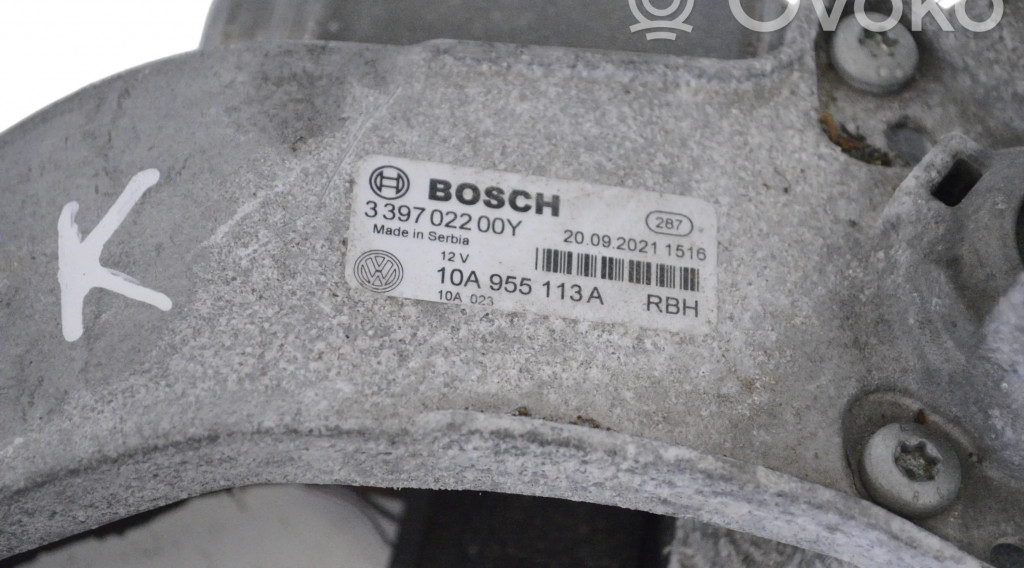 Ovoko
K
BOSCH
287
3 397 022 00Y
20.09.2021 1516
Made in Serbia
12 V
10A 955 113 A
RBH
10A 023